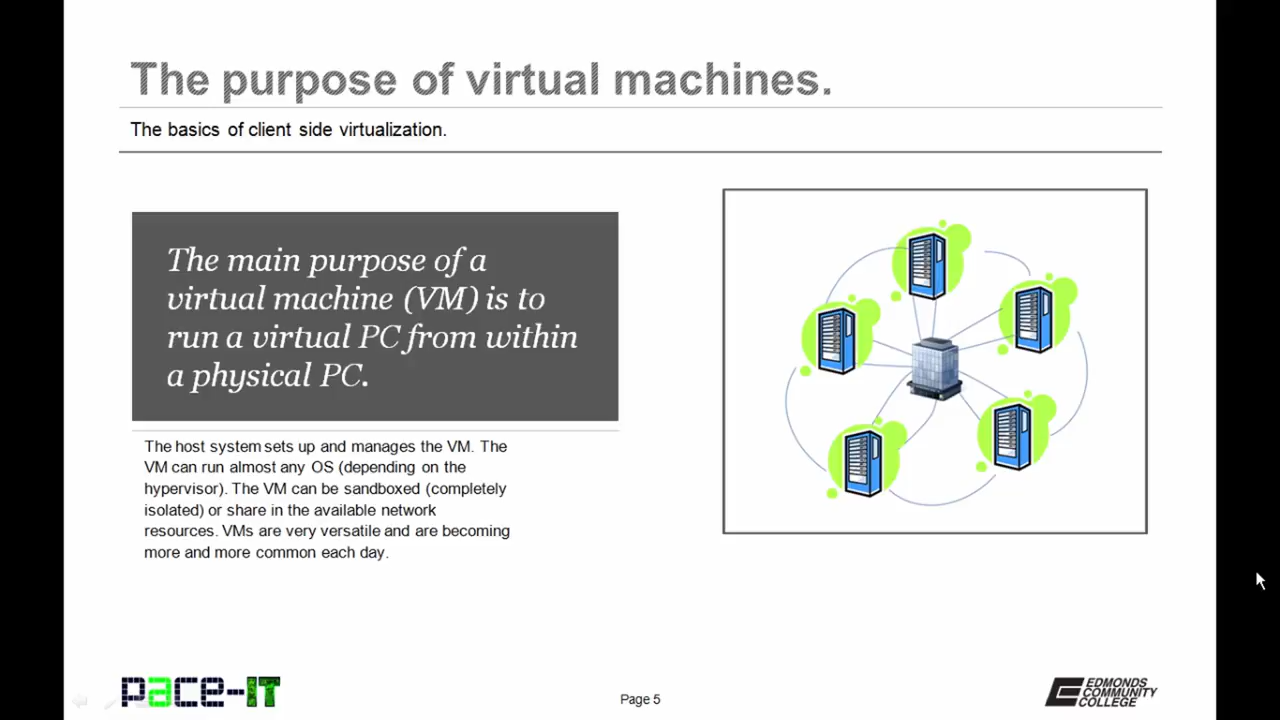 The purpose of virtual machines.
The basics of client side virtualization.
The main purpose of a
virtual machine (VM) is to
run a virtual PC from within
a physical PC.
The host system sets up and manages the VM. The
VM can run almost any OS (depending on the
hypervisor). The VM can be sandboxed (completely
isolated) or share in the available network
resources. VMs are very versatile and are becoming
more and more common each day.
pace-IT
Page 5
EDMONDS
COMMUNITY
COLLEGE